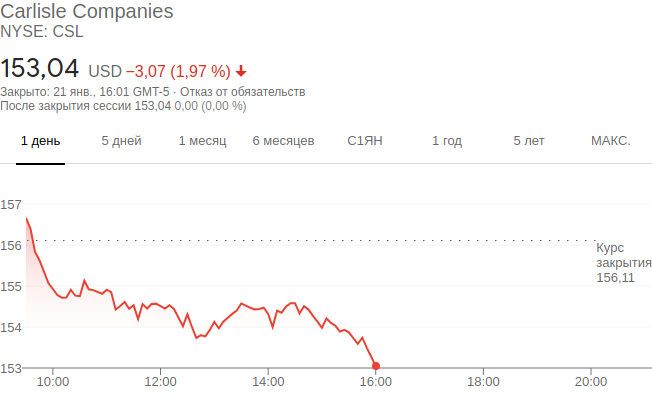 Carlisle Companies
NYSE: CSL
153,04 USD −3,07 (1,97 %)
Закрыто: 21 янв., 16:01 GMT-5 · Отказ от обязательств
После закрытия сессии 153,04 0,00 (0,00 %)
1 день 5 дней 1 месяц 6 месяцев С1ЯН 1 год 5 лет МАКС.
157
156
Курс
закрытия
156,11
155
154
153
10:00 12:00 14:00 16:00 18:00 20:00